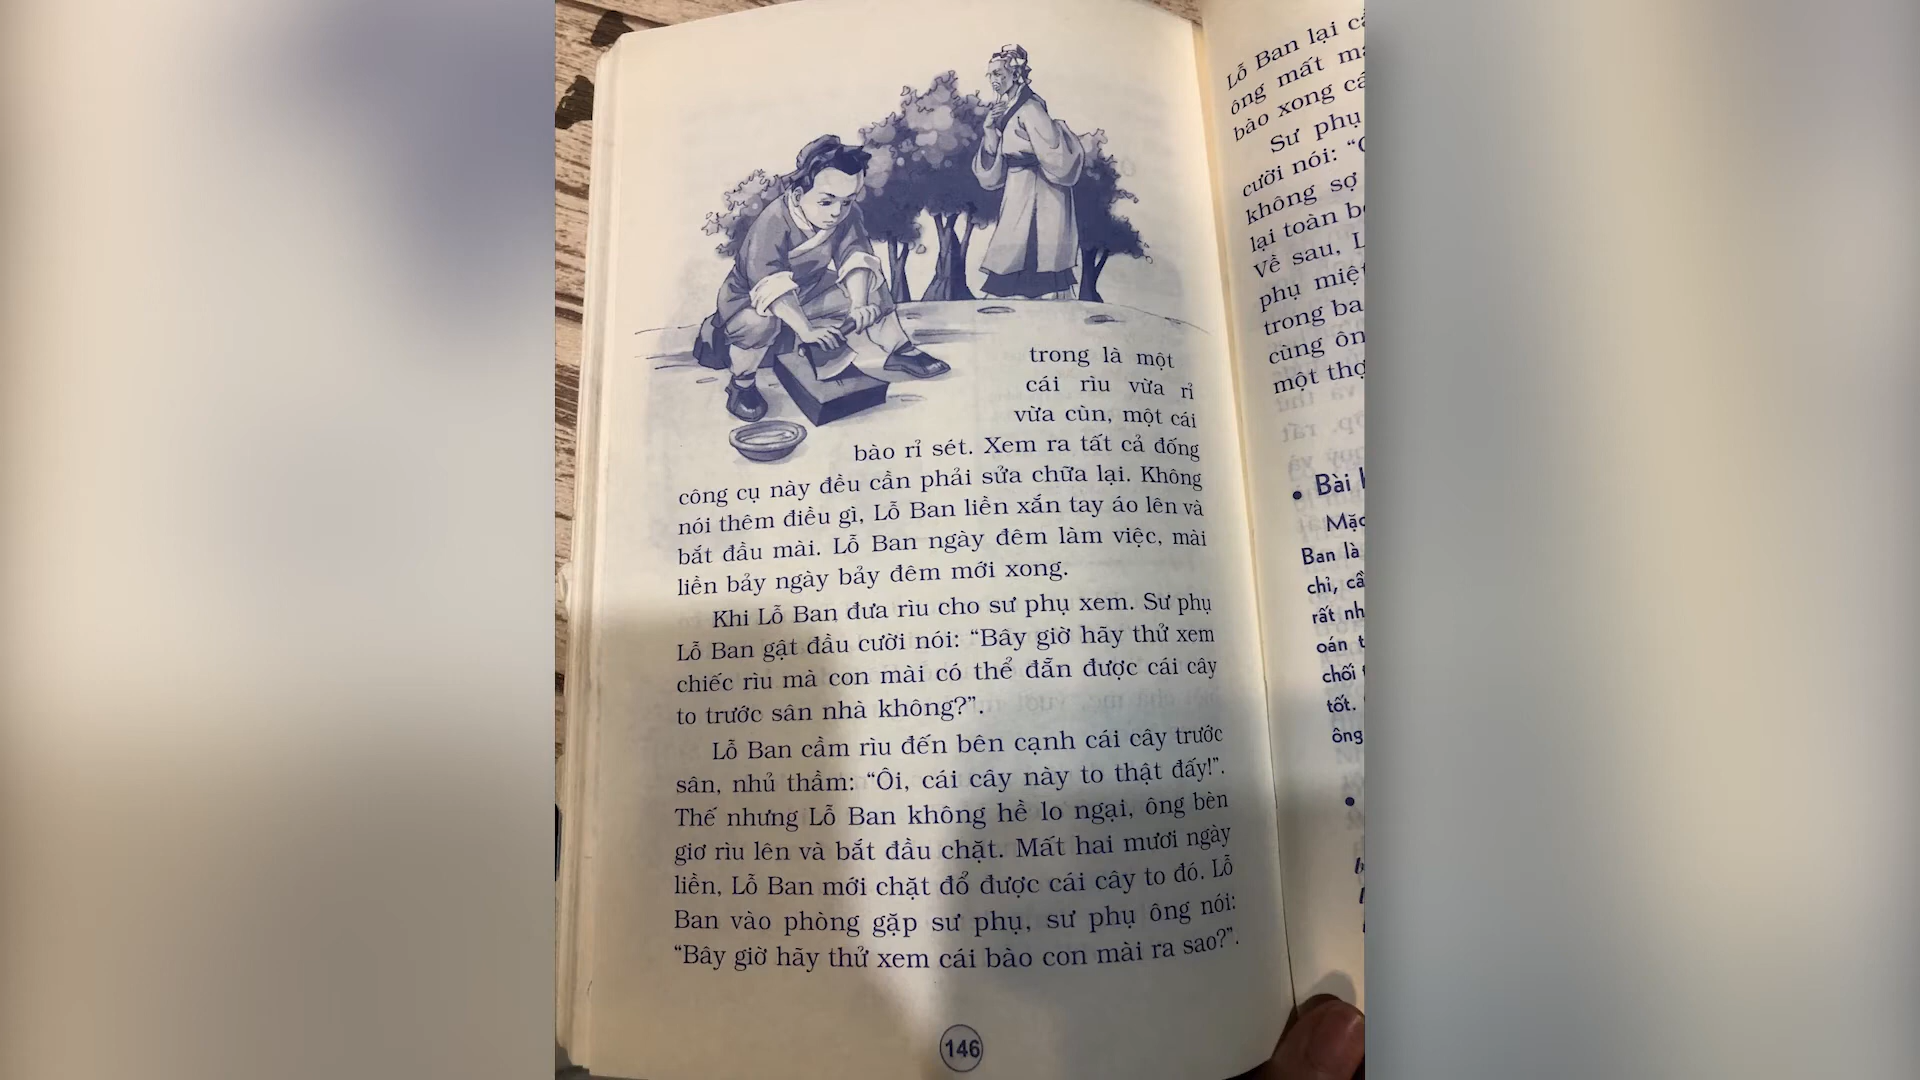 trong là một
cái rìu vừa rỉ
vừa cùn, một cái
bào rỉ sét. Xem ra tất cả đống
công cụ này đều cần phải sửa chữa lại. Không
nói thêm điều gì, Lỗ Ban liền xắn tay áo lên và
bắt đầu mài. Lỗ Ban ngày đêm làm việc, mài
liền bảy ngày bảy đêm mới xong.
Khi Lỗ Ban đưa rìu cho sư phụ xem. Sư phụ
Lỗ Ban gật đầu cười nói: “Bây giờ hãy thử xem
chiếc rìu mà con mài có thể đẵn được cái cây
to trước sân nhà không?”.
Lỗ Ban cầm rìu đến bên cạnh cái cây trước
sân, nhủ thầm: “Ôi, cái cây này to thật đấy!”.
Thế nhưng Lỗ Ban không hề lo ngại, ông bèn
giơ rìu lên và bắt đầu chặt. Mất hai mươi ngày
liền, Lỗ Ban mới chặt đổ được cái cây to đó. Lỗ
Ban vào phòng gặp sư phụ, sư phụ ông nói:
“Bây giờ hãy thử xem cái bào con mài ra sao?”.
146
Lỗ Ban lại
ông mất
bào xong
Sư phụ
cười nói:
không sợ
lại toàn
Về sau,
phụ
trong
cùng
một
• Bài
Ban là
chỉ,
rất
oán
chối
tốt.
ông
•